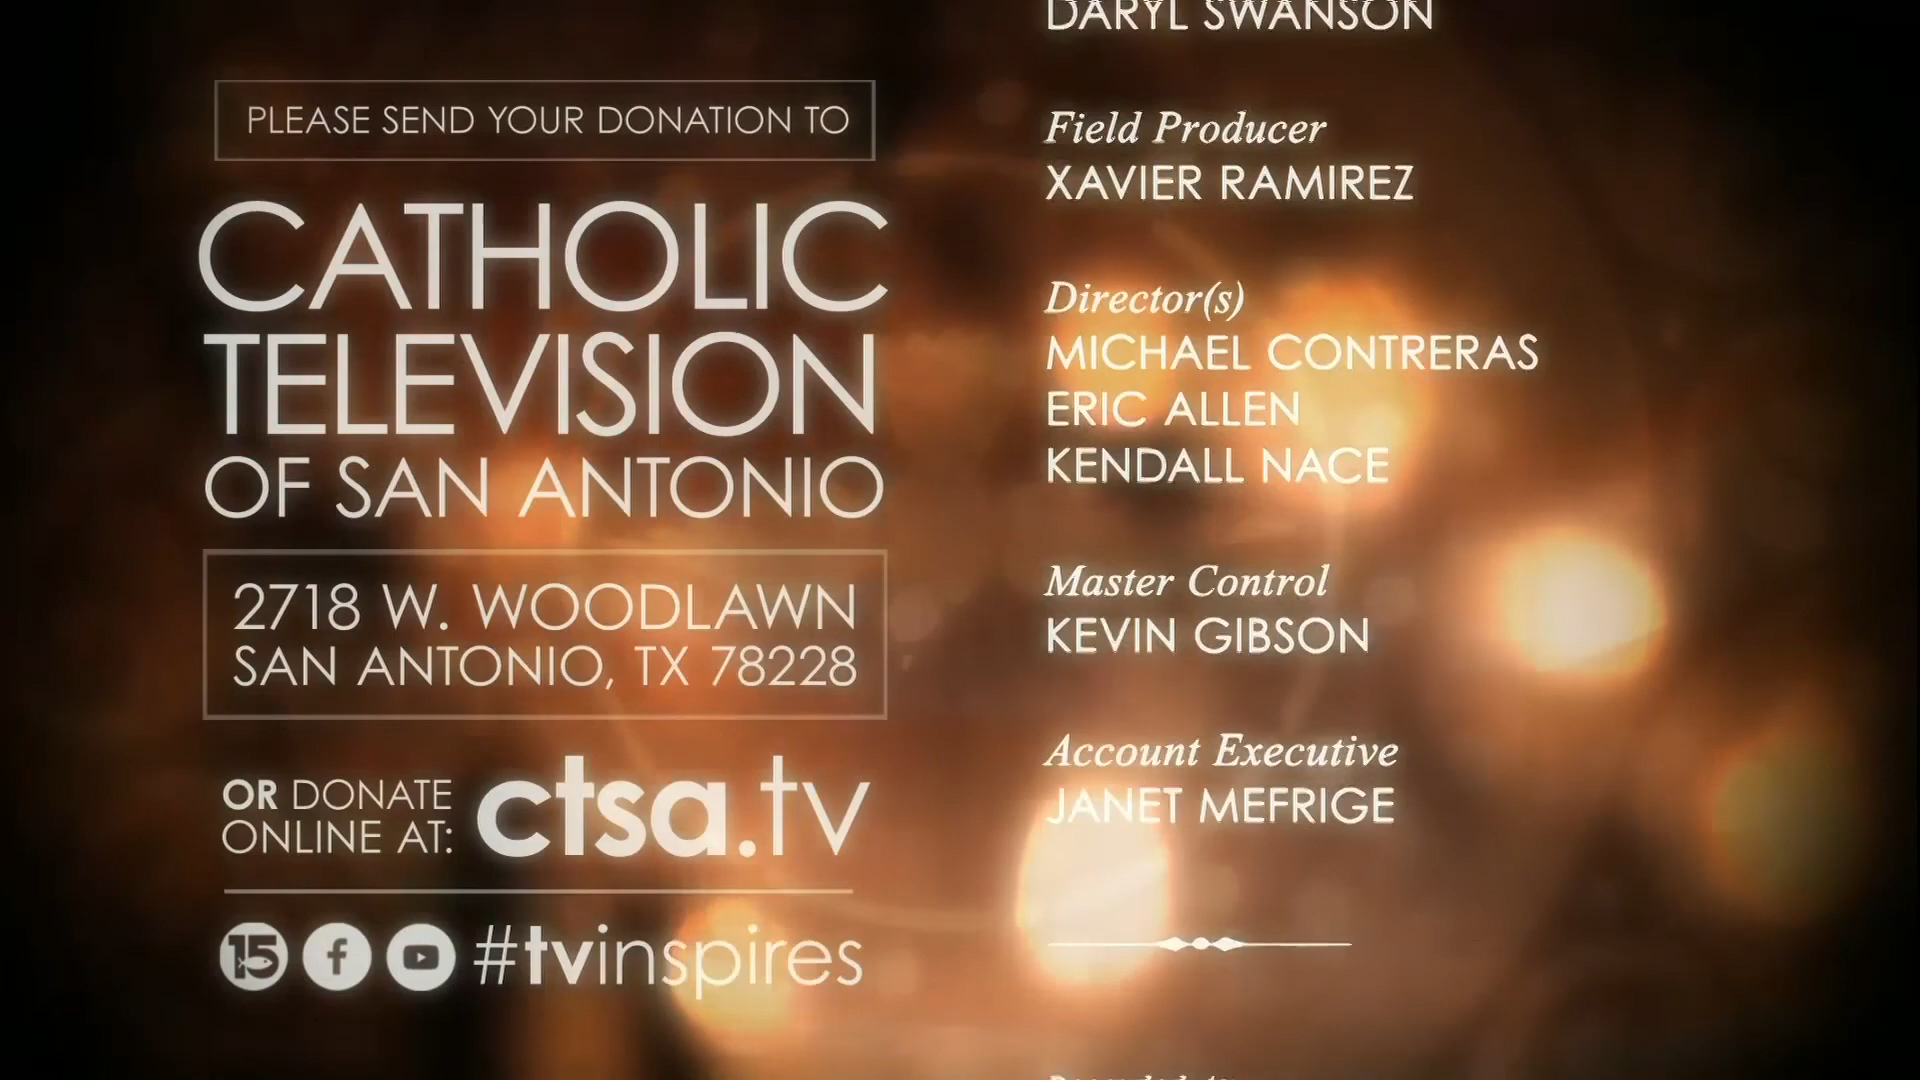 PLEASE SEND YOUR DONATION TO
CATHOLIC
TELEVISION
OF SAN ANTONIO
2718 W. WOODLAWN
SAN ANTONIO, TX 78228
OR DONATE
ONLINE AT:
ctsa.tv
15
#tvinspires
DARYL SWANSON
Field Producer
XAVIER RAMIREZ
Director(s)
MICHAEL CONTRERAS
ERIC ALLEN
KENDALL NACE
Master Control
KEVIN GIBSON
Account Executive
JANET MEFRIGE